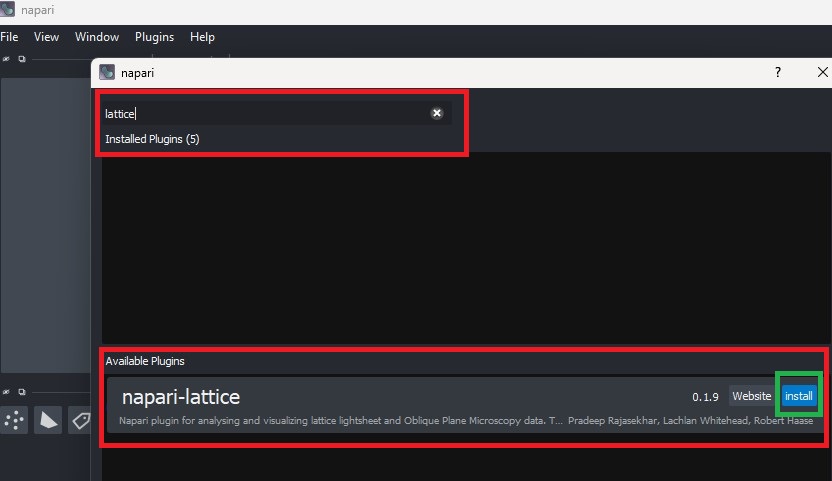 napari
File View Window Plugins Help
napari ?
lattice
Installed Plugins (5)
Available Plugins
napari-lattice 0.1.9 Website install
Napari plugin for analysing and visualizing lattice lightsheet and Oblique Plane Microscopy data. T... Pradeep Rajasekhar, Lachlan Whitehead, Robert Haase